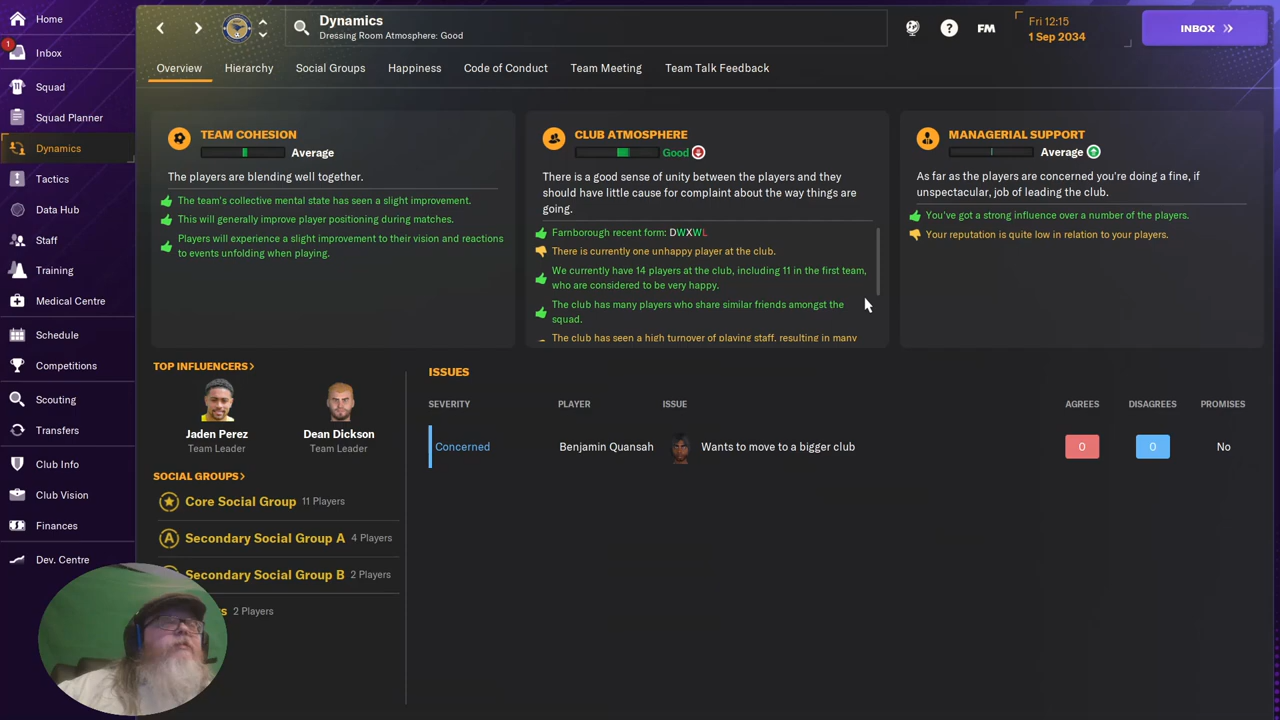 Home
1
Inbox
Squad
Squad Planner
Dynamics
Tactics
Data Hub
Staff
Training
Medical Centre
Schedule
Competitions
Scouting
Transfers
Club Info
Club Vision
Finances
Dev. Centre
Dynamics
Dressing Room Atmosphere: Good
?
FM
Fri 12:15
1 Sep 2034
INBOX
Overview
Hierarchy
Social Groups
Happiness
Code of Conduct
Team Meeting
Team Talk Feedback
TEAM COHESION
Average
The players are blending well together.
The team's collective mental state has seen a slight improvement.
This will generally improve player positioning during matches.
Players will experience a slight improvement to their vision and reactions
to events unfolding when playing.
CLUB ATMOSPHERE
Good
There is a good sense of unity between the players and they
should have little cause for complaint about the way things are
going.
Farnborough recent form: DWXWL
There is currently one unhappy player at the club.
We currently have 14 players at the club, including 11 in the first team,
who are considered to be very happy.
The club has many players who share similar friends amongst the
squad.
The club has seen a high turnover of playing staff, resulting in many
MANAGERIAL SUPPORT
Average
As far as the players are concerned you're doing a fine, if
unspectacular, job of leading the club.
You've got a strong influence over a number of the players.
Your reputation is quite low in relation to your players.
TOP INFLUENCERS>
Jaden Perez
Team Leader
Dean Dickson
Team Leader
SOCIAL GROUPS>
Core Social Group 11 Players
A Secondary Social Group A 4 Players
Secondary Social Group B 2 Players
2 Players
ISSUES
SEVERITY PLAYER ISSUE AGREES DISAGREES PROMISES
Concerned Benjamin Quansah Wants to move to a bigger club 0 0 No